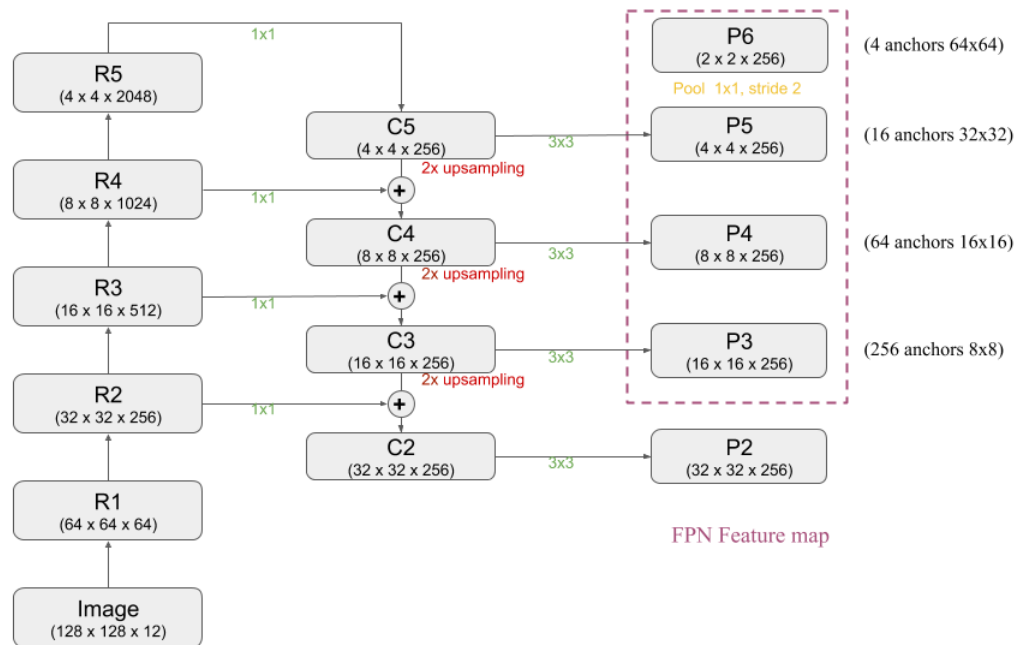 1x1
P6
(2 x 2 x 256)
(4 anchors 64x64)
R5
(4 x 4 x 2048)
Pool 1x1, stride 2
C5
(4 x 4 x 256)
3x3
P5
(4 x 4 x 256)
(16 anchors 32x32)
2x upsampling
R4
(8 x 8 x 1024)
1x1
+
C4
(8 x 8 x 256)
3x3
P4
(8 x 8 x 256)
(64 anchors 16x16)
2x upsampling
R3
(16 x 16 x 512)
1x1
+
C3
(16 x 16 x 256)
3x3
P3
(16 x 16 x 256)
(256 anchors 8x8)
2x upsampling
R2
(32 x 32 x 256)
1x1
+
C2
(32 x 32 x 256)
3x3
P2
(32 x 32 x 256)
R1
(64 x 64 x 64)
FPN Feature map
Image
(128 x 128 x 12)